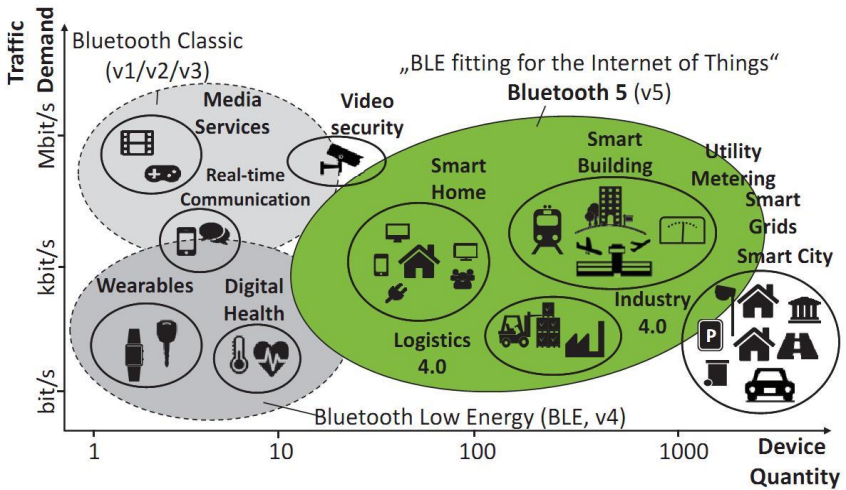 Traffic
Demand
Bluetooth Classic
(v1/v2/v3)
„BLE fitting for the Internet of Things“
Bluetooth 5 (v5)
Mbit/s
kbit/s
bit/s
Media
Services
Video
security
Real-time
Communication
Smart
Home
Smart
Building
Utility
Metering
Smart
Grids
Smart City
Wearables
Digital
Health
Logistics
4.0
Industry
4.0
P
Bluetooth Low Energy (BLE, v4)
1
10
100
1000
Device
Quantity